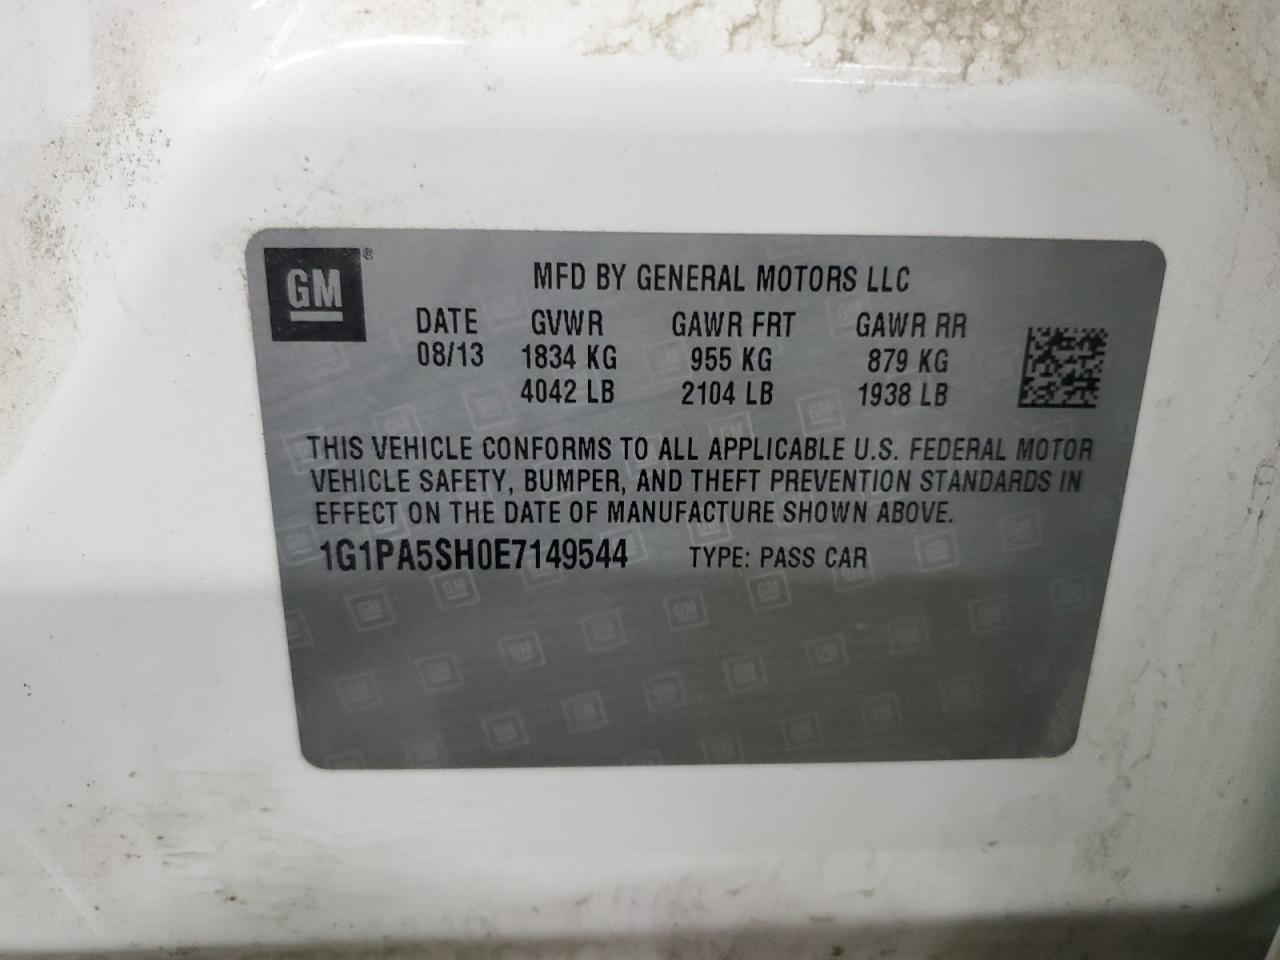 GM®
MFD BY GENERAL MOTORS LLC
DATE GVWR GAWR FRT GAWR RR
08/13 1834 KG 955 KG 879 KG
4042 LB 2104 LB 1938 LB
THIS VEHICLE CONFORMS TO ALL APPLICABLE U.S. FEDERAL MOTOR
VEHICLE SAFETY, BUMPER, AND THEFT PREVENTION STANDARDS IN
EFFECT ON THE DATE OF MANUFACTURE SHOWN ABOVE.
1G1PA5SH0E7149544 TYPE: PASS CAR